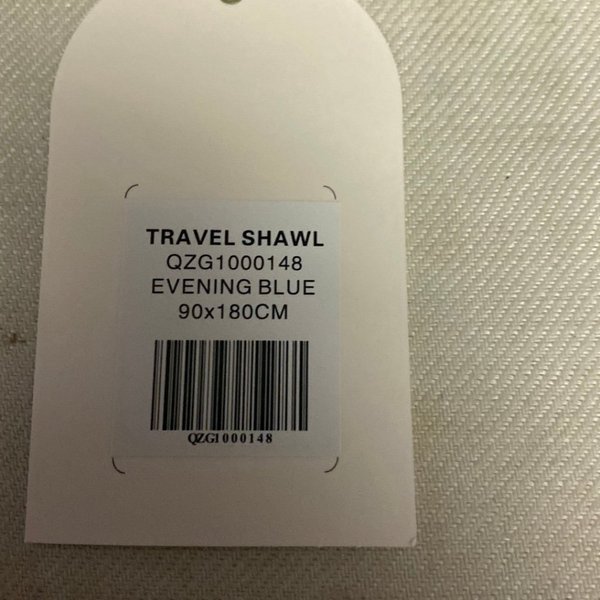 TRAVEL SHAWL
QZG1000148
EVENING BLUE
90x180CM
QZG1000148